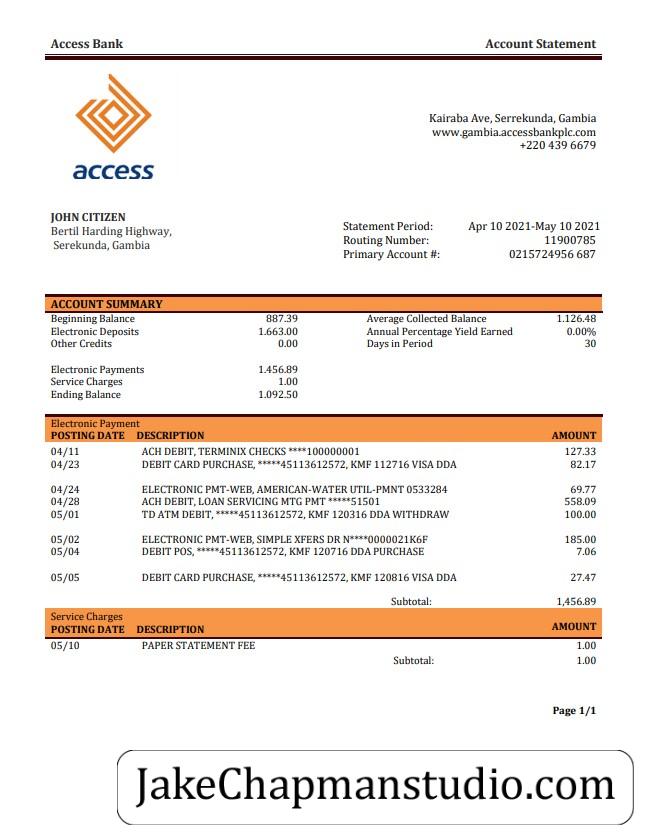 Access Bank Account Statement
access
Kairaba Ave, Serrekunda, Gambia
www.gambia.accessbankplc.com
+220 439 6679
JOHN CITIZEN
Bertil Harding Highway,
Serekunda, Gambia
Statement Period: Apr 10 2021-May 10 2021
Routing Number: 11900785
Primary Account #: 0215724956 687
ACCOUNT SUMMARY
Beginning Balance 887.39 Average Collected Balance 1.126.48
Electronic Deposits 1.663.00 Annual Percentage Yield Earned 0.00%
Other Credits 0.00 Days in Period 30
Electronic Payments 1.456.89
Service Charges 1.00
Ending Balance 1.092.50
Electronic Payment
POSTING DATE DESCRIPTION AMOUNT
04/11 ACH DEBIT, TERMINIX CHECKS ****100000001 127.33
04/23 DEBIT CARD PURCHASE, *****45113612572, KMF 112716 VISA DDA 82.17
04/24 ELECTRONIC PMT-WEB, AMERICAN-WATER UTIL-PMNT 0533284 69.77
04/28 ACH DEBIT, LOAN SERVICING MTG PMT *****51501 558.09
05/01 TD ATM DEBIT, *****45113612572, KMF 120316 DDA WITHDRAW 100.00
05/02 ELECTRONIC PMT-WEB, SIMPLE XFERS DR N****0000021K6F 185.00
05/04 DEBIT POS, *****45113612572, KMF 120716 DDA PURCHASE 7.06
05/05 DEBIT CARD PURCHASE, *****45113612572, KMF 120816 VISA DDA 27.47
Subtotal: 1,456.89
Service Charges
POSTING DATE DESCRIPTION AMOUNT
05/10 PAPER STATEMENT FEE 1.00
Subtotal: 1.00
Page 1/1
JakeChapmanstudio.com